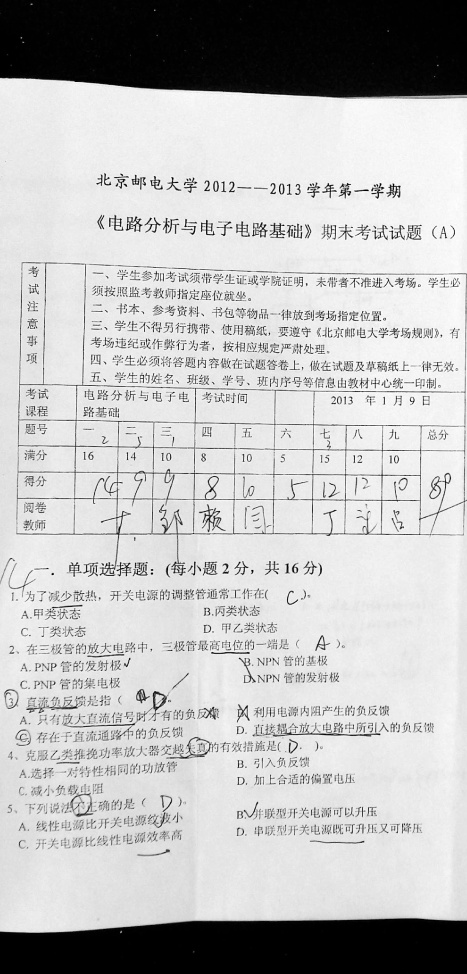 北京邮电大学 2012——2013 学年第一学期
《电路分析与电子电路基础》期末考试试题（A）
考试注意事项
一、学生参加考试须带学生证或学院证明，未带者不准进入考场。学生必
须按照监考教师指定座位就坐。
二、书本、参考资料、书包等物品一律放到考场指定位置。
三、学生不得另行携带、使用稿纸，要遵守《北京邮电大学考场规则》，有
考场违纪或作弊行为者，按相应规定严肃处理。
四、学生必须将答题内容做在试题答卷上，做在试题及草稿纸上一律无效。
五、学生的姓名、班级、学号、班内序号等信息由教材中心统一印制。
考试课程 电路分析与电子电路基础 考试时间 2013 年 1 月 9 日
题号 一 二 三 四 五 六 七 八 九 总分
2 5 1 3
满分 16 14 10 8 10 5 15 12 10
得分 14 9 9 8 10 5 12 12 10 89
阅卷教师
14
一．单项选择题：(每小题 2 分，共 16 分)
1. 为了减少散热，开关电源的调整管通常工作在( C )。
A.甲类状态 B.丙类状态
C. 丁类状态 D. 甲乙类状态
2、在三极管的放大电路中，三极管最高电位的一端是（ A ）。
A. PNP 管的发射极 B. NPN 管的基极
C. PNP 管的集电极 D.NPN 管的发射极
3、直流负反馈是指（ D ）。
A. 只有放大直流信号时才有的负反馈 利用电源内阻产生的负反馈
C. 存在于直流通路中的负反馈 D. 直接耦合放大电路中所引入的负反馈
4、克服乙类推挽功率放大器交越失真的有效措施是( D )。
A.选择一对特性相同的功放管 B. 引入负反馈
C. 减小负载电阻 D. 加上合适的偏置电压
5、下列说法不正确的是（ D ）。
A. 线性电源比开关电源纹波小 B. 并联型开关电源可以升压
C. 开关电源比线性电源效率高 D. 串联型开关电源既可升压又可降压